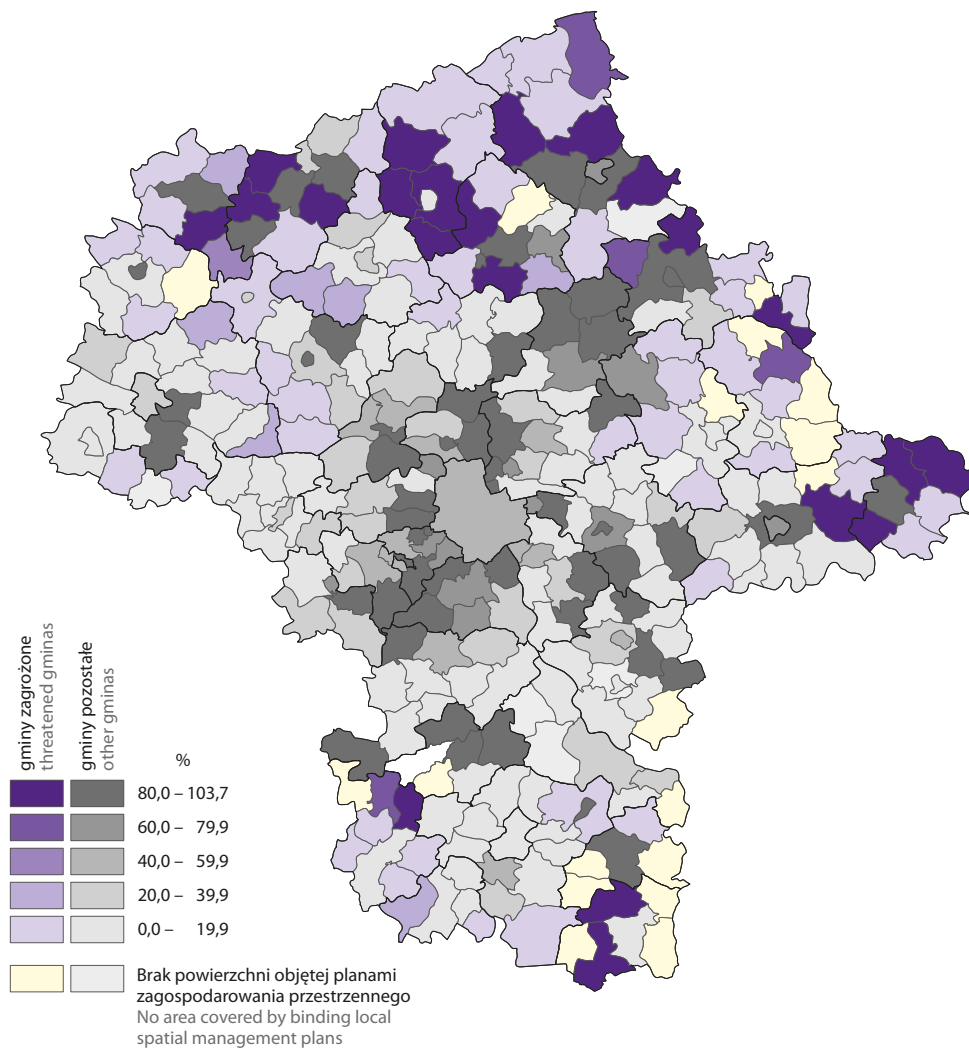 gminy zagrożone
threatened gminas
gminy pozostałe
other gminas
%
80,0 – 103,7
60,0 – 79,9
40,0 – 59,9
20,0 – 39,9
0,0 – 19,9
Brak powierzchni objętej planami
zagospodarowania przestrzennego
No area covered by binding local
spatial management plans